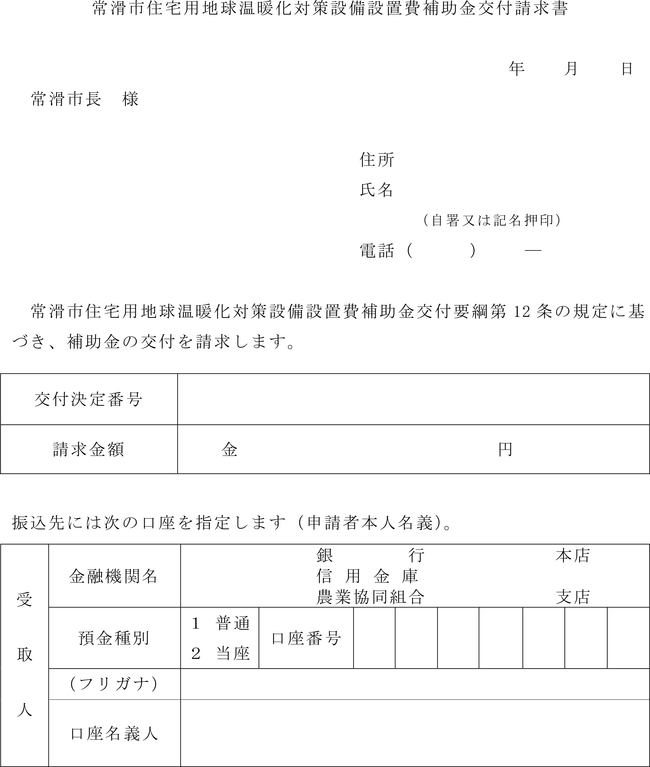 常滑市住宅用地球温暖化対策設備設置費補助金交付請求書
年　　月　　日
常滑市長　様
住所
氏名
（自署又は記名押印）
電話（　　　）　　―
常滑市住宅用地球温暖化対策設備設置費補助金交付要綱第 12 条の規定に基
づき、補助金の交付を請求します。
交付決定番号
請求金額　　金　　円
振込先には次の口座を指定します（申請者本人名義）。
受取人
金融機関名
銀　　行　　本店
信用金庫
農業協同組合　　支店
預金種別
1　普通
2　当座
口座番号
（フリガナ）
口座名義人